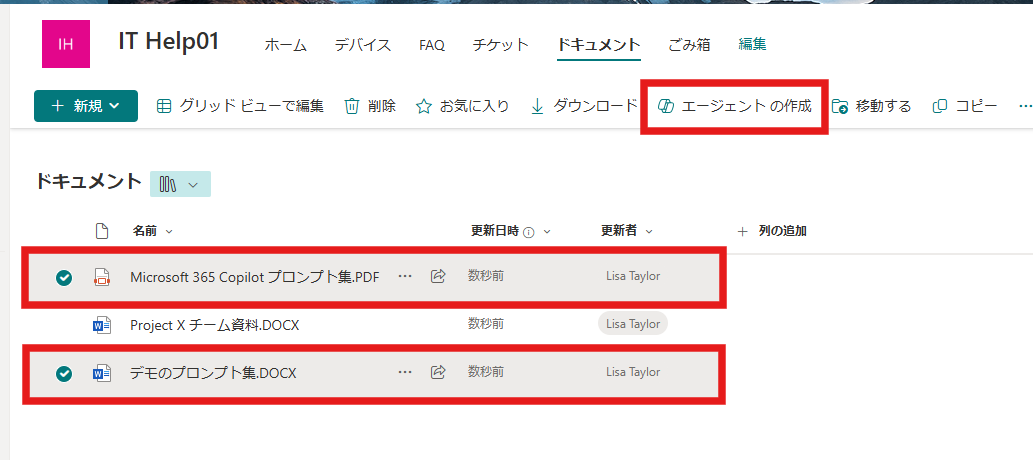 IH
IT Help01
ホーム デバイス FAQ チケット ドキュメント ごみ箱 編集
新規 グリッド ビューで編集 削除 お気に入り ダウンロード エージェント の作成 移動する コピー
ドキュメント
名前 更新日時 更新者 列の追加
Microsoft 365 Copilot プロンプト集.PDF 数秒前 Lisa Taylor
Project X チーム資料.DOCX 数秒前 Lisa Taylor
デモのプロンプト集.DOCX 数秒前 Lisa Taylor